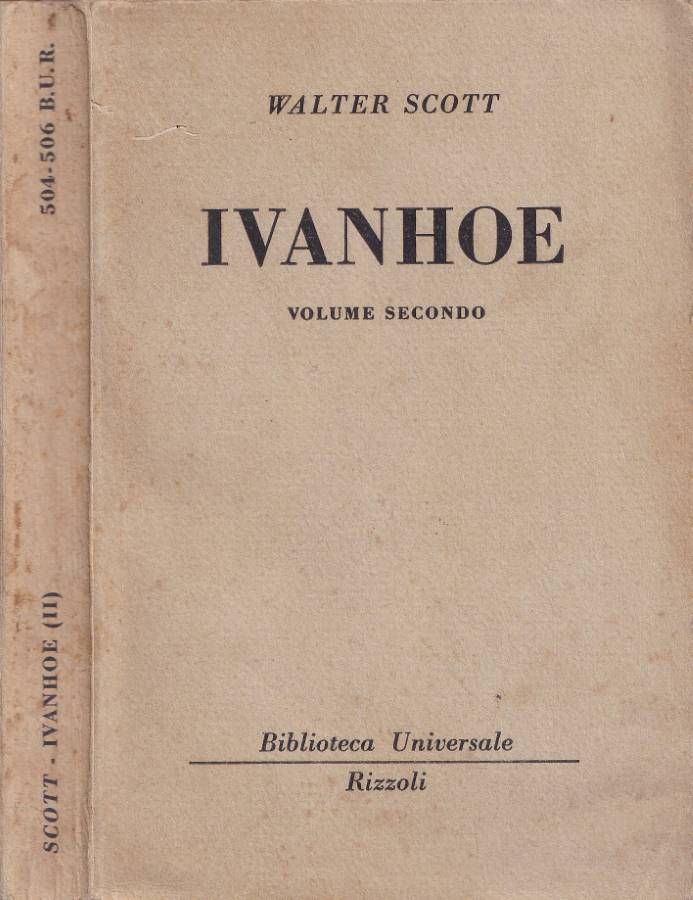 504-506 B.U.R.
SCOTT - IVANHOE (II)
WALTER SCOTT
IVANHOE
VOLUME SECONDO
Biblioteca Universale
Rizzoli